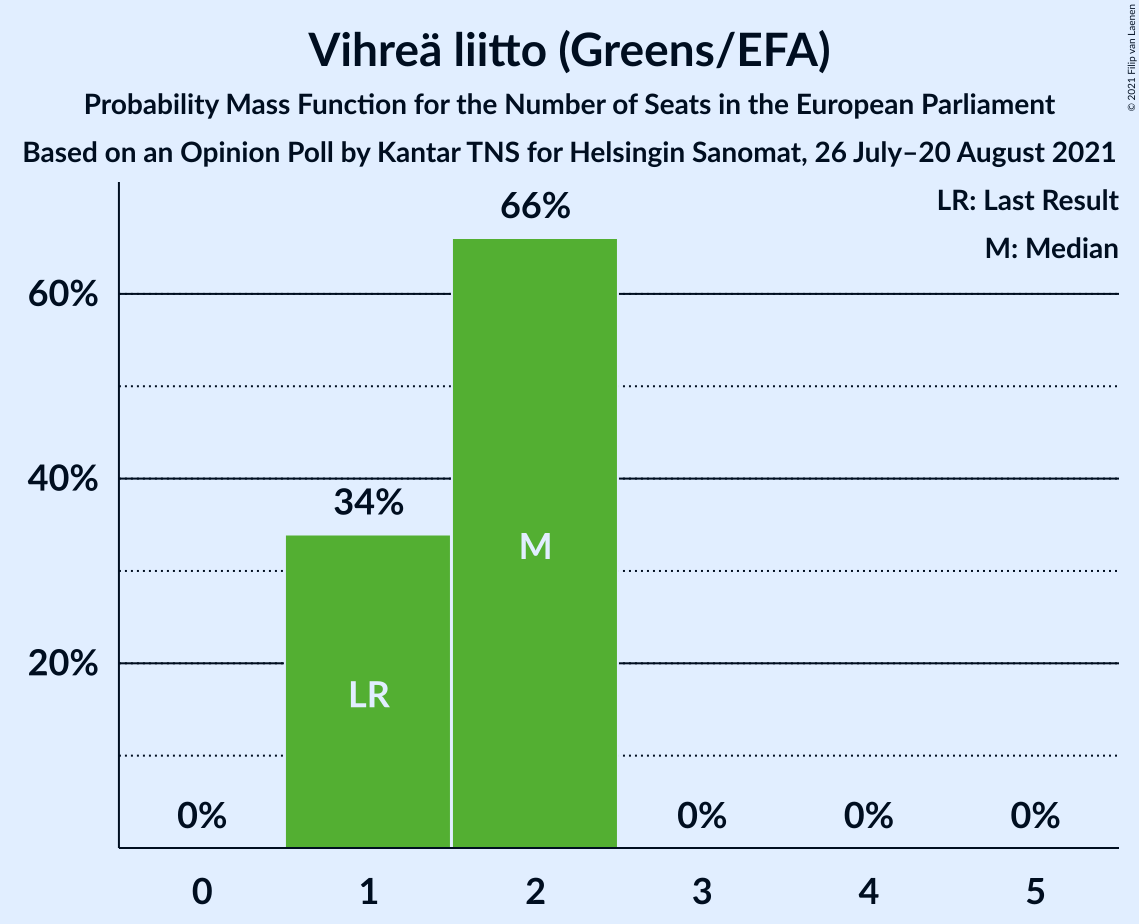 Vihreä liitto (Greens/EFA)
Probability Mass Function for the Number of Seats in the European Parliament
Based on an Opinion Poll by Kantar TNS for Helsingin Sanomat, 26 July–20 August 2021
© 2021 Filip van Laenen
LR: Last Result
M: Median
60%
40%
20%
0%
34%
66%
0%
0%
0%
LR
M
0 1 2 3 4 5